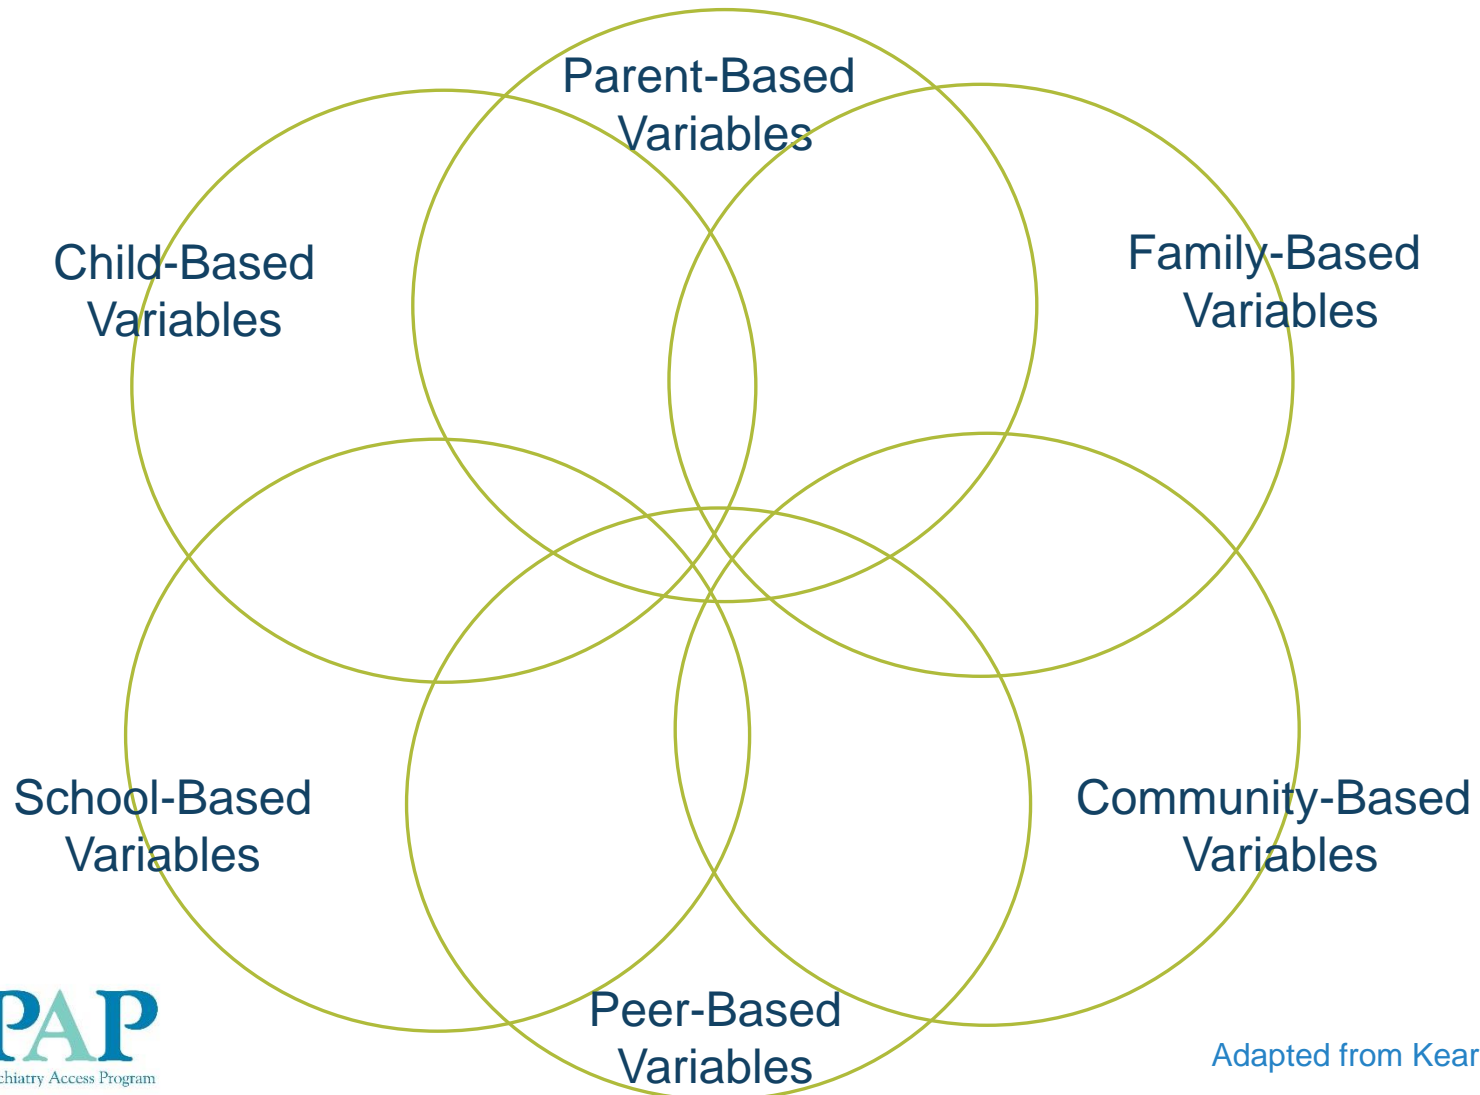 Parent-Based
Variables
Child-Based
Variables
Family-Based
Variables
School-Based
Variables
Community-Based
Variables
Peer-Based
Variables
PAP
Access Program
Adapted from Kear